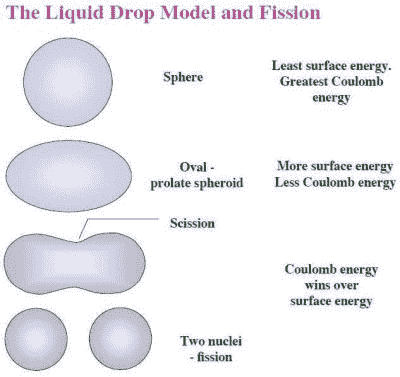 The Liquid Drop Model and Fission
Sphere
Least surface energy.
Greatest Coulomb
energy
Oval -
prolate spheroid
More surface energy
Less Coulomb energy
Scission
Coulomb energy
wins over
surface energy
Two nuclei
- fission